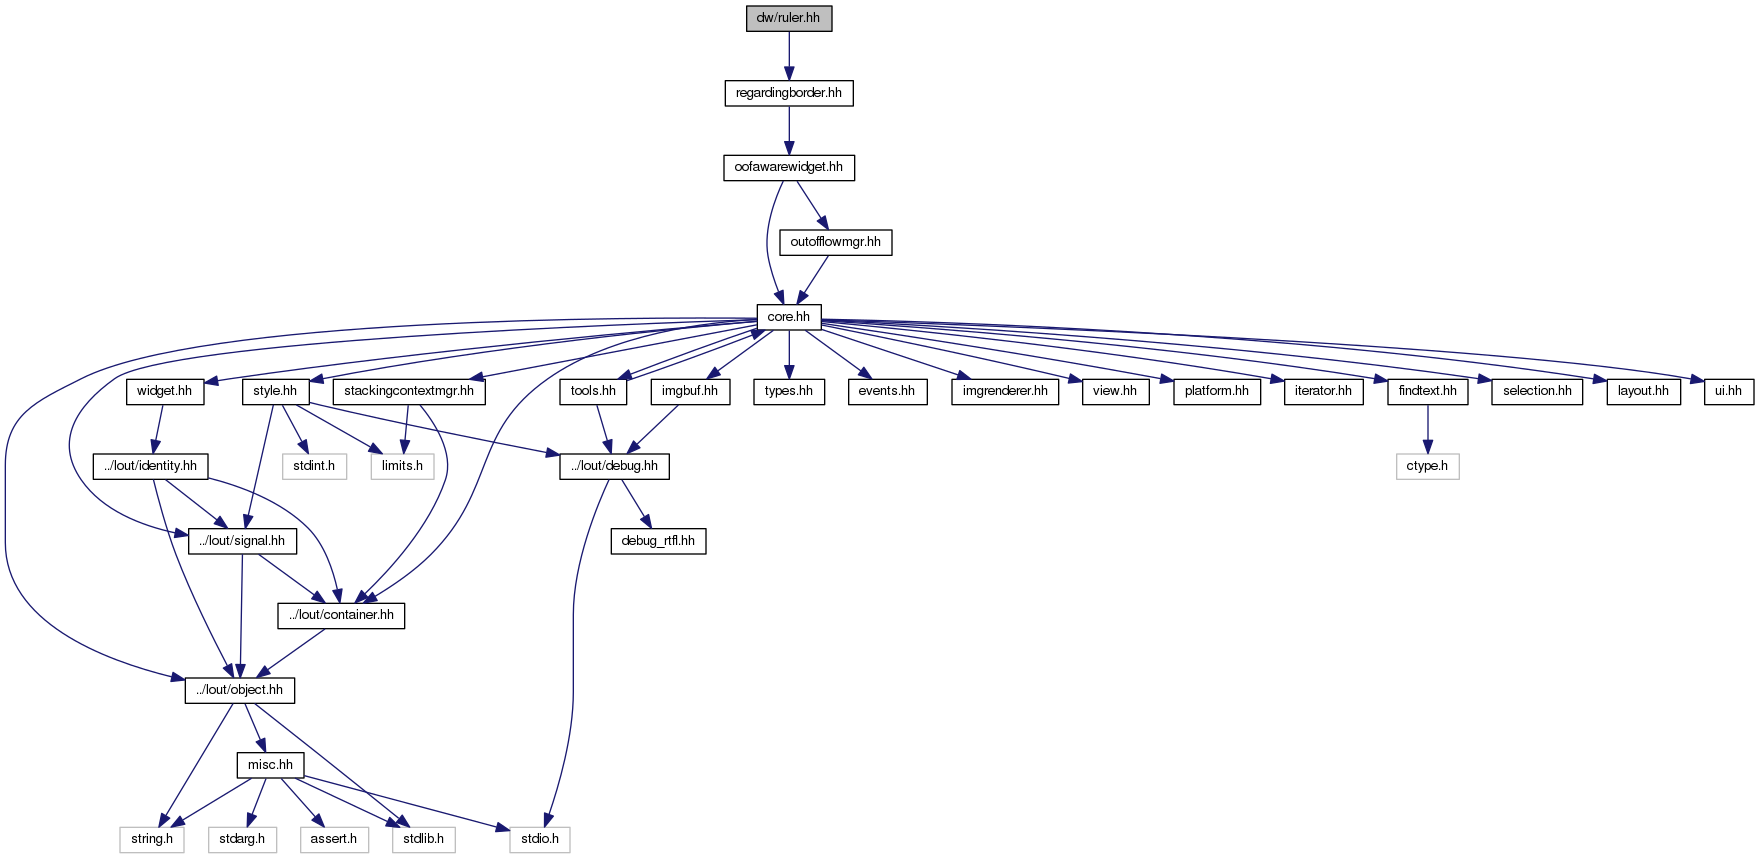 dw/ruler.hh
regardingborder.hh
oofawarewidget.hh
outofflowmgr.hh
core.hh
widget.hh
style.hh
stackingcontextmgr.hh
tools.hh
imgbuf.hh
types.hh
events.hh
imgrenderer.hh
view.hh
platform.hh
iterator.hh
findtext.hh
selection.hh
layout.hh
ui.hh
../lout/identity.hh
stdint.h
limits.h
../lout/debug.hh
ctype.h
../lout/signal.hh
debug_rtfl.hh
../lout/container.hh
../lout/object.hh
misc.hh
string.h
stdarg.h
assert.h
stdlib.h
stdio.h